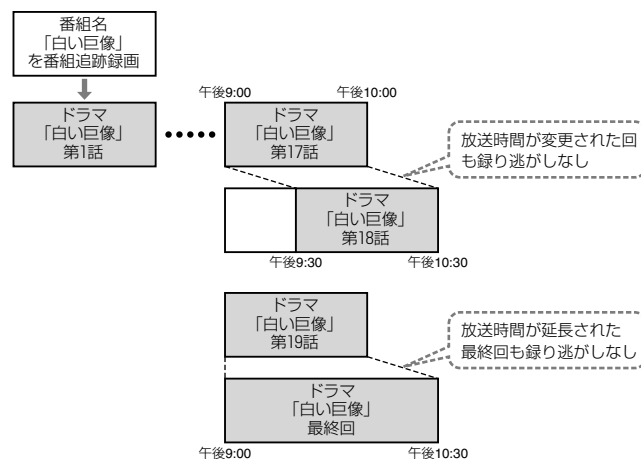 番組名
「白い巨像」
を番組追跡録画
ドラマ
「白い巨像」
第1話
午後9:00
午後10:00
ドラマ
「白い巨像」
第17話
放送時間が変更された回
も録り逃がしなし
ドラマ
「白い巨像」
第18話
午後9:30
午後10:30
ドラマ
「白い巨像」
第19話
放送時間が延長された
最終回も録り逃がしなし
ドラマ
「白い巨像」
最終回
午後9:00
午後10:30